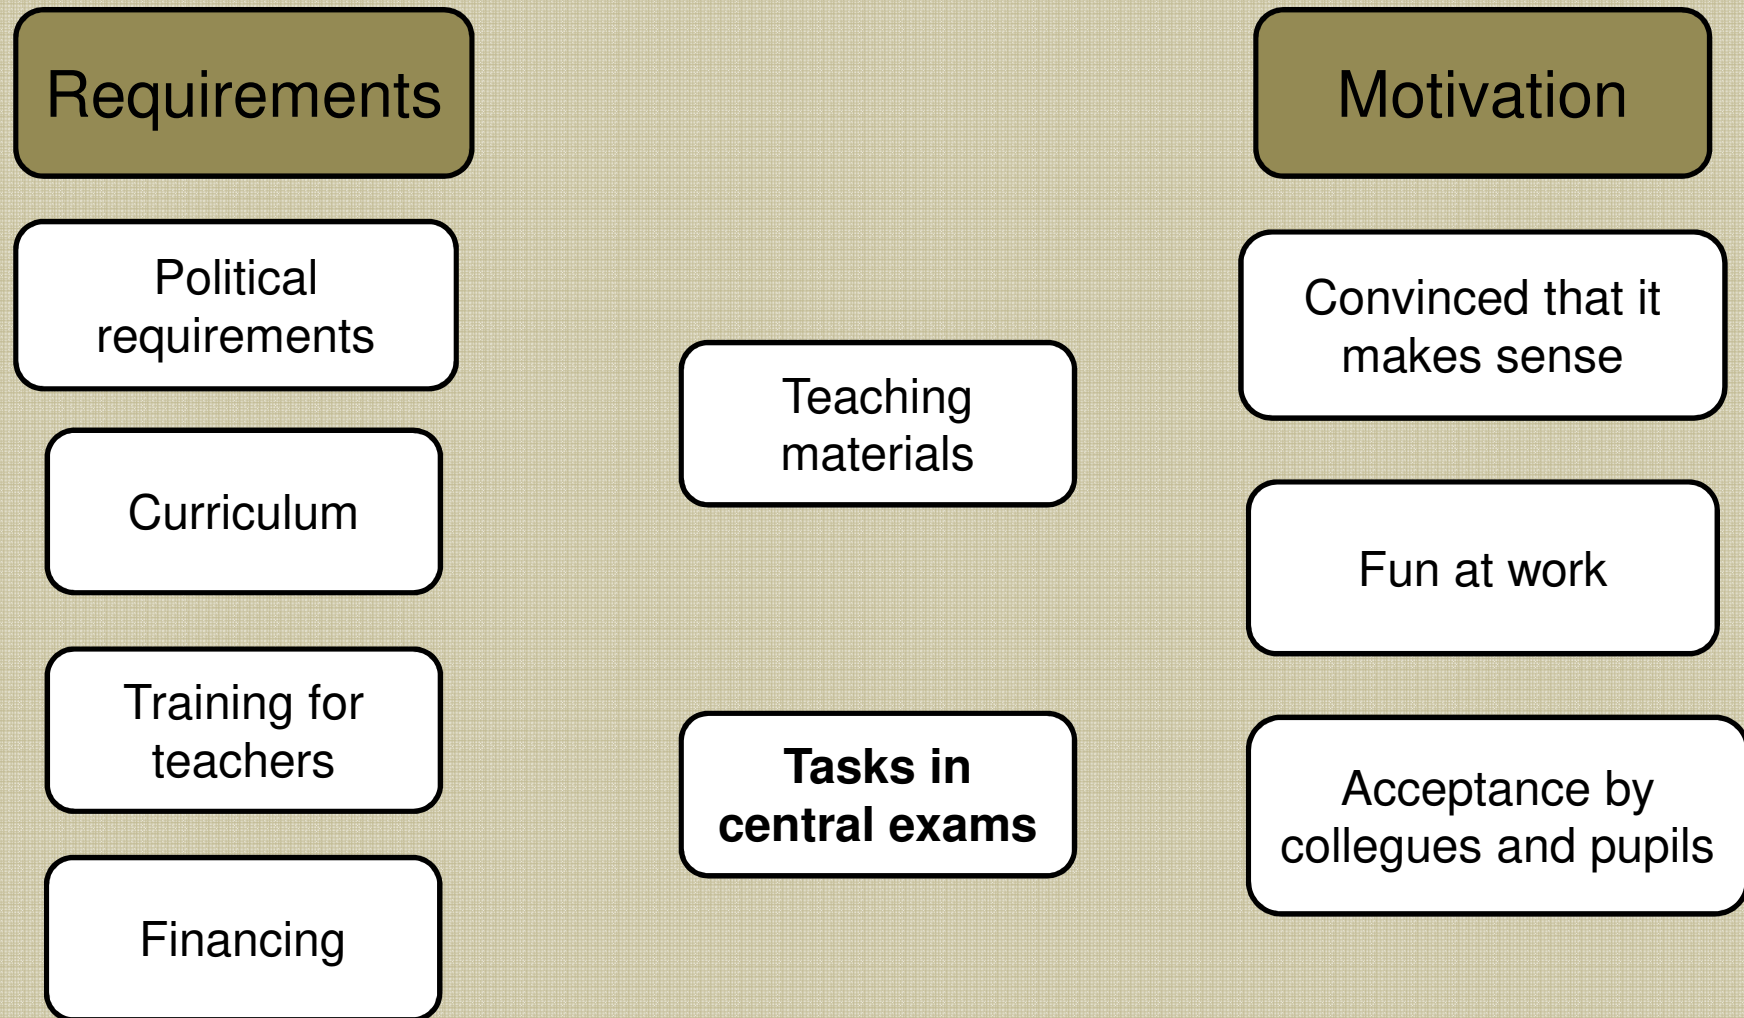 Requirements
Political
requirements
Curriculum
Training for
teachers
Financing
Teaching
materials
Tasks in
central exams
Motivation
Convinced that it
makes sense
Fun at work
Acceptance by
collegues and pupils